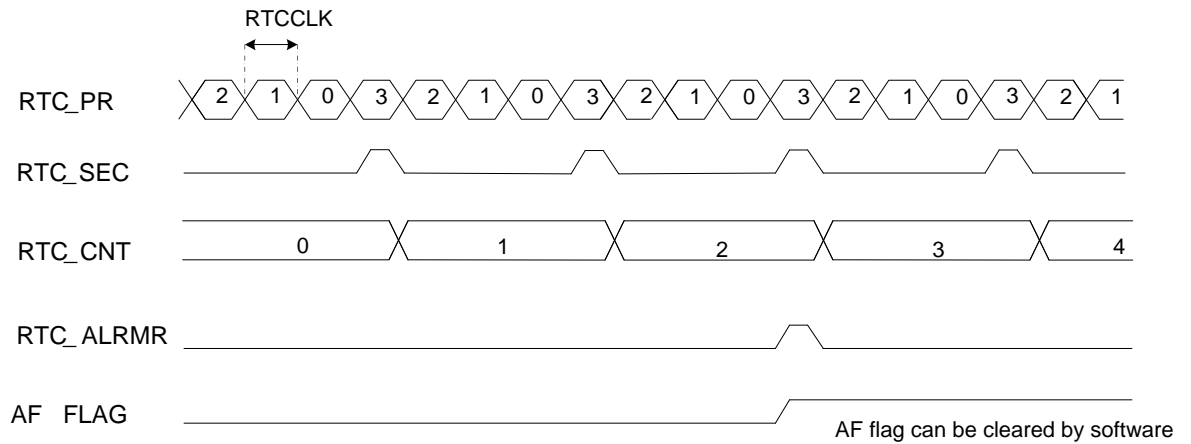 RTCCLK
RTC_PR 2 1 0 3 2 1 0 3 2 1 0 3 2 1 0 3 2 1
RTC_SEC
RTC_CNT 0 1 2 3 4
RTC_ ALRMR
AF FLAG
AF flag can be cleared by software